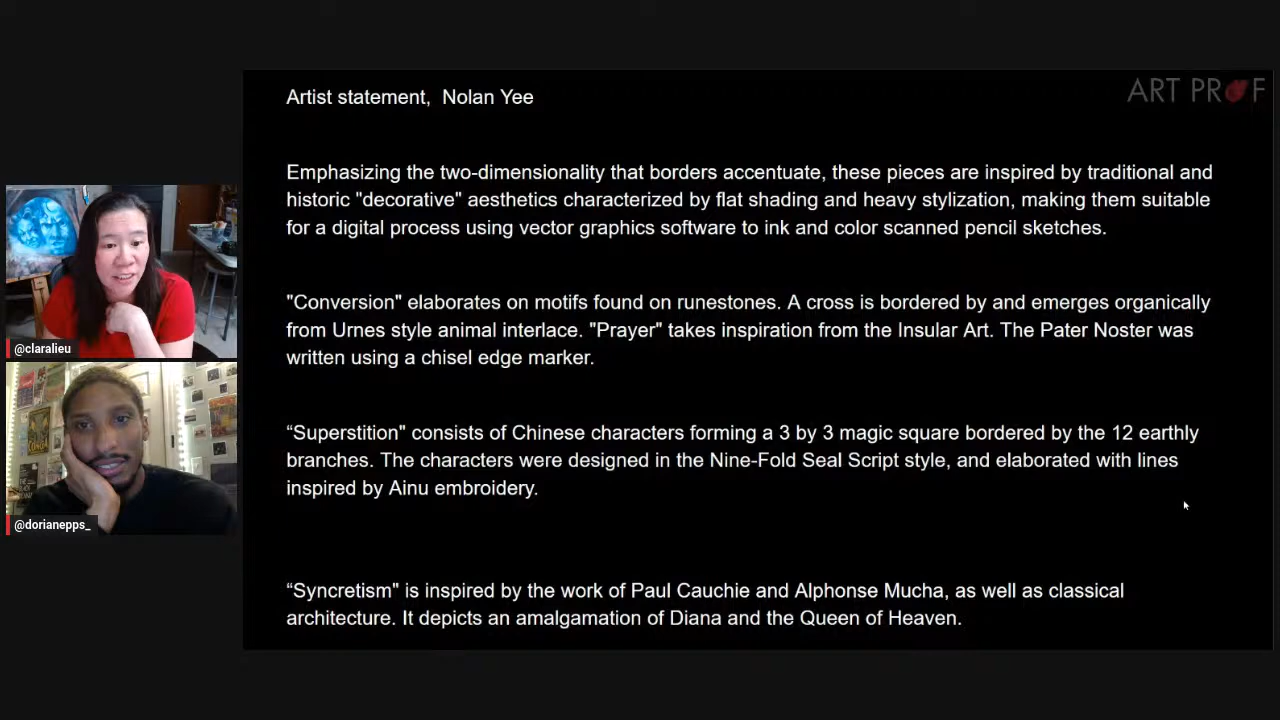 ART PROF
Artist statement,  Nolan Yee
Emphasizing the two-dimensionality that borders accentuate, these pieces are inspired by traditional and
historic "decorative" aesthetics characterized by flat shading and heavy stylization, making them suitable
for a digital process using vector graphics software to ink and color scanned pencil sketches.
"Conversion" elaborates on motifs found on runestones. A cross is bordered by and emerges organically
from Urnes style animal interlace. "Prayer" takes inspiration from the Insular Art. The Pater Noster was
written using a chisel edge marker.
“Superstition" consists of Chinese characters forming a 3 by 3 magic square bordered by the 12 earthly
branches. The characters were designed in the Nine-Fold Seal Script style, and elaborated with lines
inspired by Ainu embroidery.
“Syncretism" is inspired by the work of Paul Cauchie and Alphonse Mucha, as well as classical
architecture. It depicts an amalgamation of Diana and the Queen of Heaven.
@claralieu
@dorianepps_